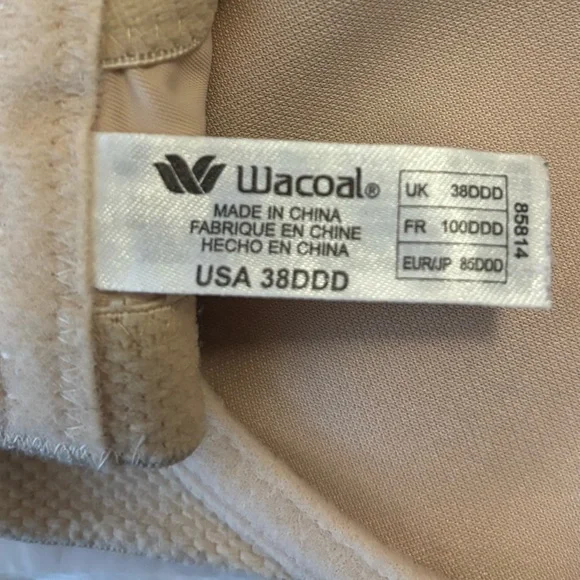 Wacoal®
MADE IN CHINA
FABRIQUE EN CHINE
HECHO EN CHINA
USA 38DDD
UK 38DDD
FR 100DDD
EUR/JP 85DDD
85814